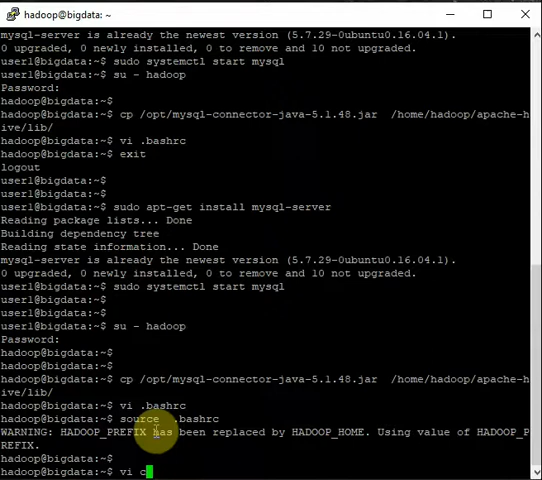 hadoop@bigdata: ~
mysql-server is already the newest version (5.7.29-0ubuntu0.16.04.1).
0 upgraded, 0 newly installed, 0 to remove and 10 not upgraded.
user1@bigdata:~$ sudo systemctl start mysql
user1@bigdata:~$ su - hadoop
Password:
hadoop@bigdata:~$
hadoop@bigdata:~$ cp /opt/mysql-connector-java-5.1.48.jar  /home/hadoop/apache-h
ive/lib/
hadoop@bigdata:~$ vi .bashrc
hadoop@bigdata:~$ exit
logout
user1@bigdata:~$
user1@bigdata:~$
user1@bigdata:~$ sudo apt-get install mysql-server
Reading package lists... Done
Building dependency tree
Reading state information... Done
mysql-server is already the newest version (5.7.29-0ubuntu0.16.04.1).
0 upgraded, 0 newly installed, 0 to remove and 10 not upgraded.
user1@bigdata:~$ sudo systemctl start mysql
user1@bigdata:~$
user1@bigdata:~$
user1@bigdata:~$ su - hadoop
Password:
hadoop@bigdata:~$
hadoop@bigdata:~$
hadoop@bigdata:~$ cp /opt/mysql-connector-java-5.1.48.jar  /home/hadoop/apache-h
ive/lib/
hadoop@bigdata:~$ vi .bashrc
hadoop@bigdata:~$ source  .bashrc
WARNING: HADOOP_PREFIX has been replaced by HADOOP_HOME. Using value of HADOOP_P
REFIX.
hadoop@bigdata:~$
hadoop@bigdata:~$ vi c